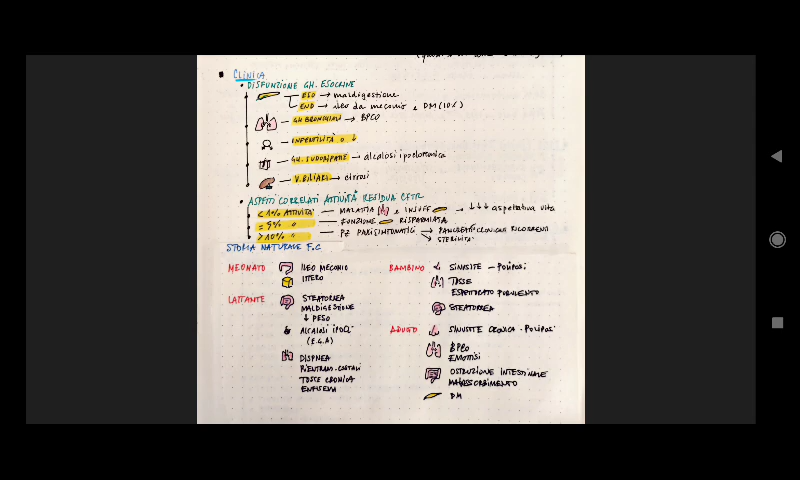 CLINICA
DISFUNZIONE GH. ESOCRINE
ESO → maldigestione
END → ileo da meconio e DM (10%)
GH BRONCHIALI → BPCO
INFERTILITÀ o ↓
GH. SUDORIPARE → alcalosi ipocloremica
V. BILIARI → cirrosi
ASPETTI CORRELATI ATTIVITÀ RESIDUA CFTR
< 1% ATTIVITÀ — MALATTIA e INSUFF → ↓↓↓ aspettativa vita
= 5% " — FUNZIONE RISPARMIATA
> 10% " — PZ PAUCISINTOMATICI → PANCREATITI CRONICHE RICORRENTI
→ STERILITÀ
STORIA NATURALE F.C
NEONATO ILEO MECONIO
ITTERO
LATTANTE STEATORREA
MALDIGESTIONE
↓ PESO
ALCALOSI IPOCL-
(E.G.A)
DISPNEA
RIENTRAM. COSTALI
TOSSE CRONICA
ENFISEMA
BAMBINO SINUSITE - POLIPOSI
TOSSE
ESPETTORATO PURULENTO
STEATORREA
ADULTO SINUSITE CRONICA - POLIPOSI
BPCO
EMOTTISI
OSTRUZIONE INTESTINALE
MALASSORBIMENTO
DM